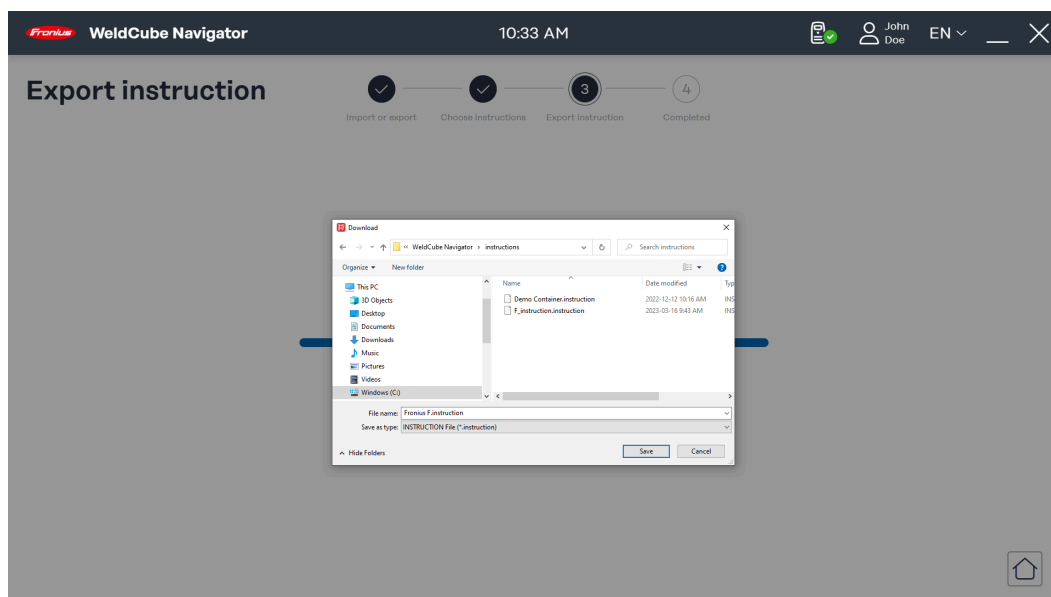 Fronius WeldCube Navigator 10:33 AM John Doe EN
Export instruction 3 4
Import or export Choose instructions Export instruction Completed
Download
« WeldCube Navigator › instructions Search instructions
Organize New folder
This PC
3D Objects
Desktop
Documents
Downloads
Music
Pictures
Videos
Windows (C:)
Name Date modified Typ
Demo Container.instruction 2022-12-12 10:16 AM INS
F_instruction.instruction 2023-03-16 9:43 AM INS
File name: Fronius F.instruction
Save as type: INSTRUCTION File (*.instruction)
Hide Folders Save Cancel